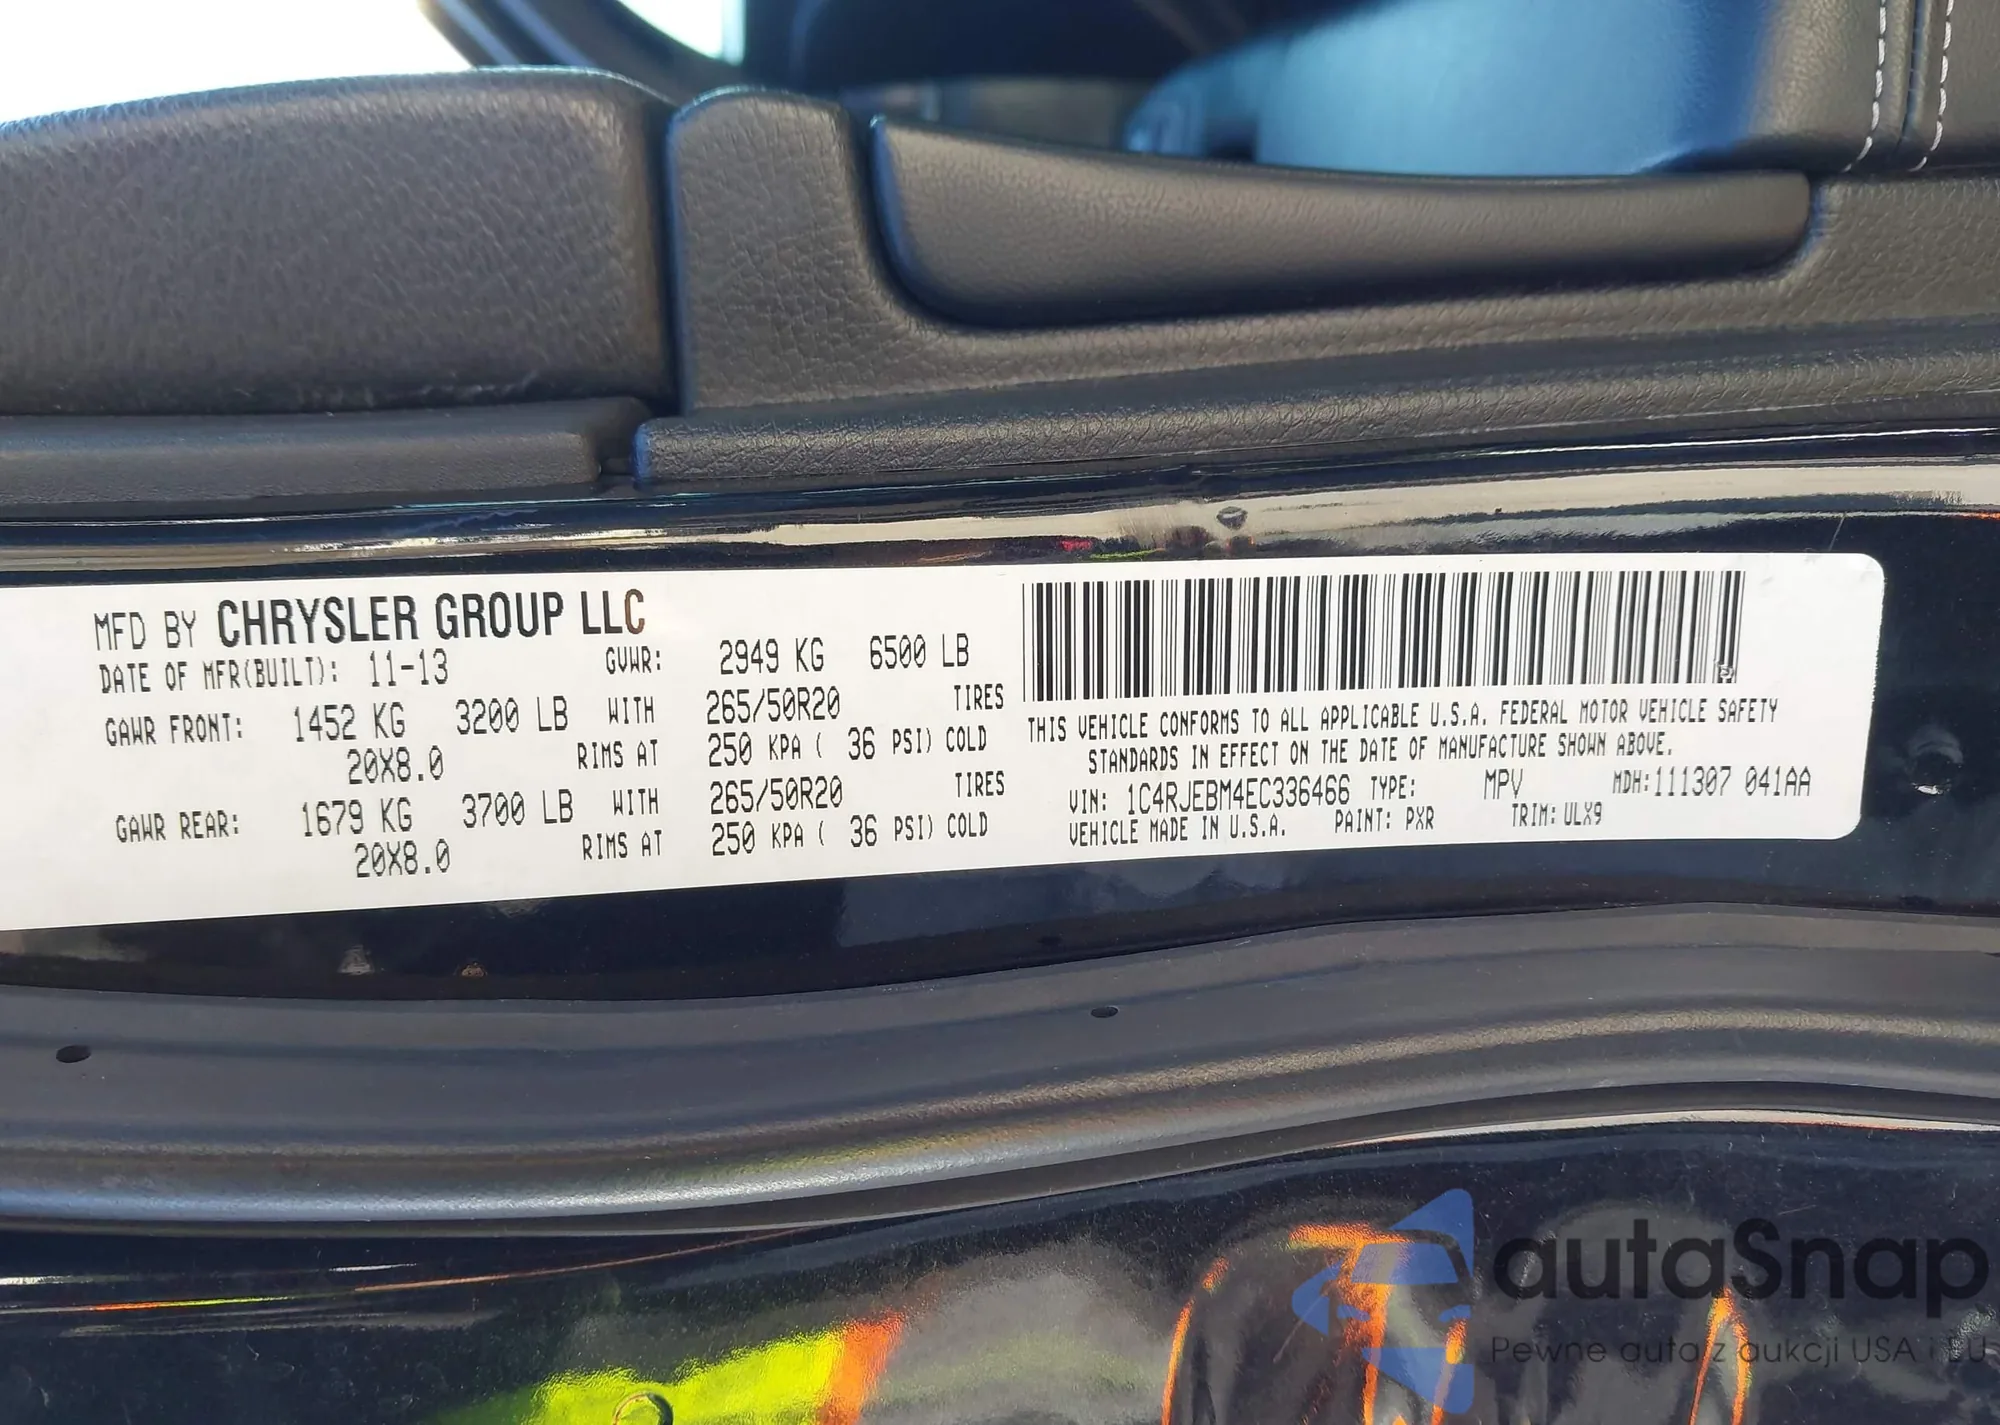 MFD BY CHRYSLER GROUP LLC
DATE OF MFR(BUILT): 11-13 GVWR: 2949 KG 6500 LB
GAWR FRONT: 1452 KG 3200 LB WITH 265/50R20 TIRES
20X8.0 RIMS AT 250 KPA ( 36 PSI) COLD
GAWR REAR: 1679 KG 3700 LB WITH 265/50R20 TIRES
20X8.0 RIMS AT 250 KPA ( 36 PSI) COLD
THIS VEHICLE CONFORMS TO ALL APPLICABLE U.S.A. FEDERAL MOTOR VEHICLE SAFETY
STANDARDS IN EFFECT ON THE DATE OF MANUFACTURE SHOWN ABOVE.
VIN: 1C4RJEBM4EC336466 TYPE: MPV MDH:111307 041AA
VEHICLE MADE IN U.S.A. PAINT: PXR TRIM:ULX9
autaSnap
Pewne auta z aukcji USA i EU